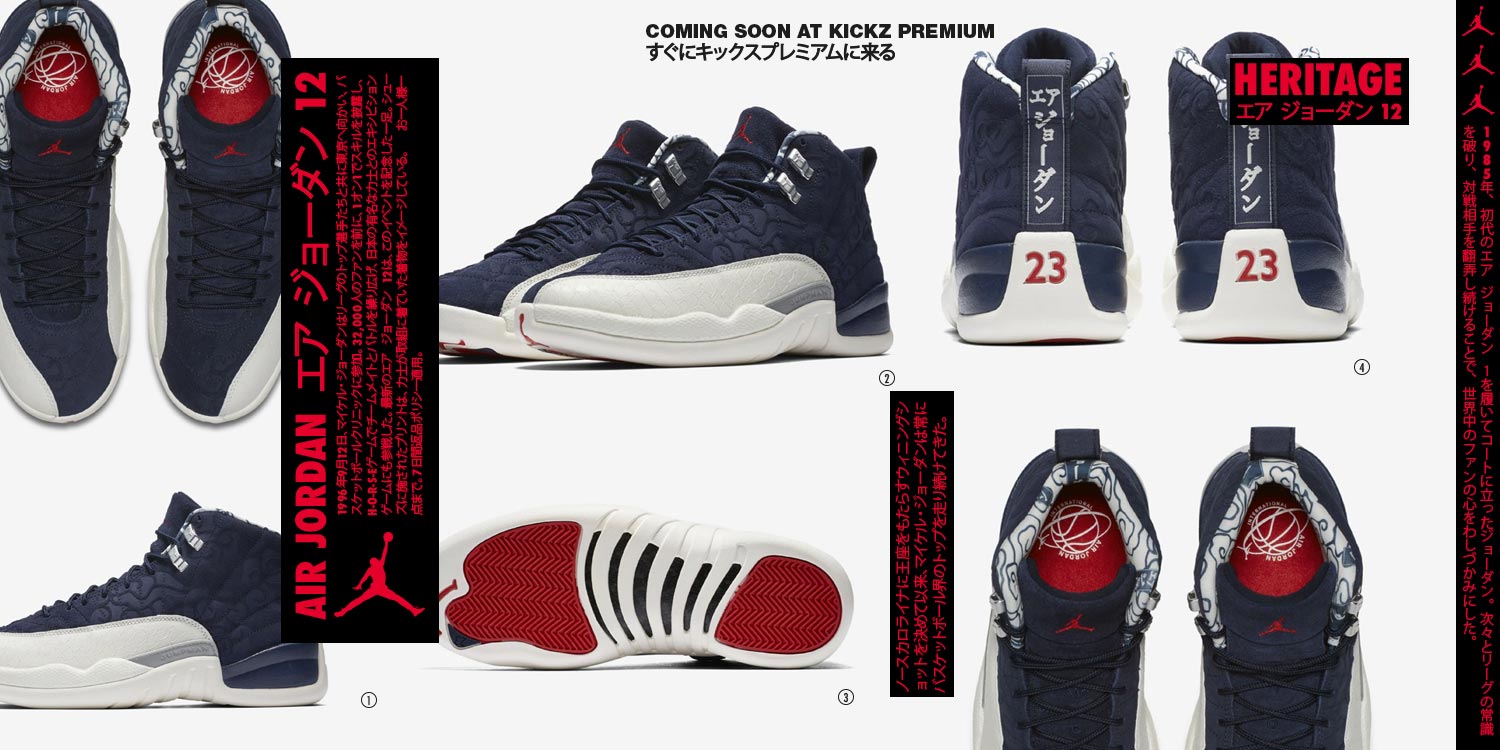 COMING SOON AT KICKZ PREMIUM
すぐにキックスプレミアムに来る
AIR JORDAN エア ジョーダン 12
1996年9月12日、マイケル・ジョーダンはリーグのトップ選手たちと共に東京へ向かい、バ
スケットボールクリニックに参加。32,000人のファンを前に、1オン1でスキルを披露し、
H-O-R-S-Eゲームでチームメイトとバトルを繰り広げ、日本の有名な力士とのエキシビション
ゲームにも参戦した。最新のエア ジョーダン 12は、このイベントを記念した一足。シュー
ズに施されたプリントは、力士が取組に着ていた着物をイメージしている。 お一人様一
点まで。7日間返品ポリシー適用。
HERITAGE
エア ジョーダン 12
エア ジョーダン
エア ジョーダン
23
23
ノースカロライナに王座をもたらすウィニングシ
ョットを決めて以来、マイケル・ジョーダンは常に
バスケットボール界のトップを走り続けてきた。
1985年、初代のエア ジョーダン 1を履いてコートに立ったジョーダン。次々とリーグの常識
を破り、対戦相手を翻弄し続けることで、世界中のファンの心をわしづかみにした。
INTERNATIONAL
AIR JORDAN
INTERNATIONAL
AIR JORDAN
INTERNATIONAL
AIR JORDAN
INTERNATIONAL
AIR JORDAN
JUMPMAN
①
②
③
④